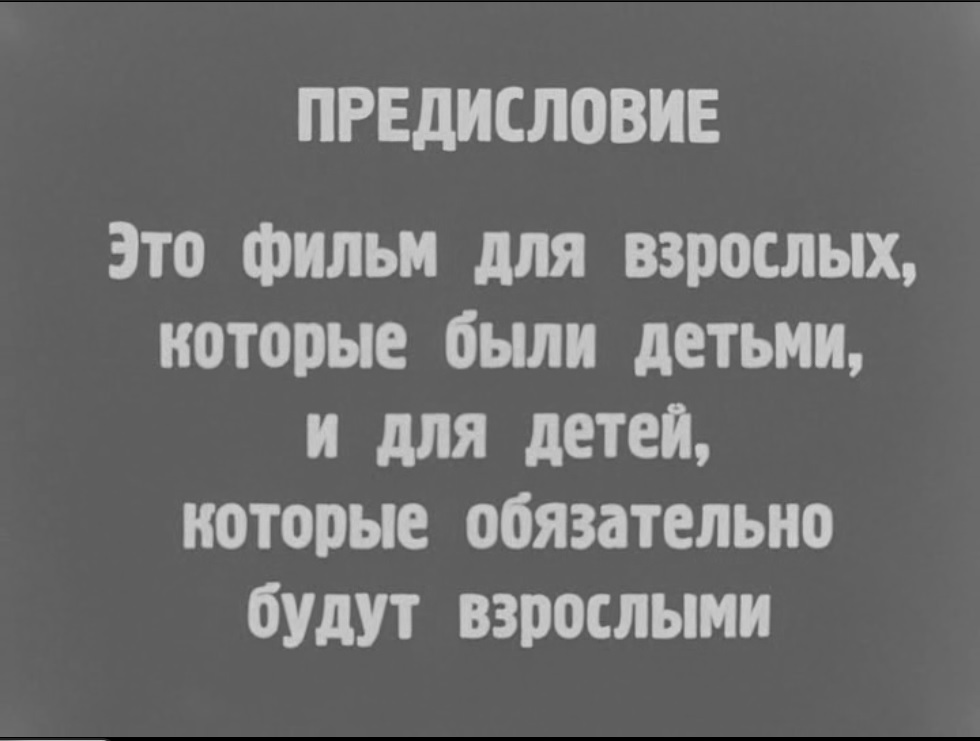 ПРЕДИСЛОВИЕ
Это фильм для взрослых,
которые были детьми,
и для детей,
которые обязательно
будут взрослыми